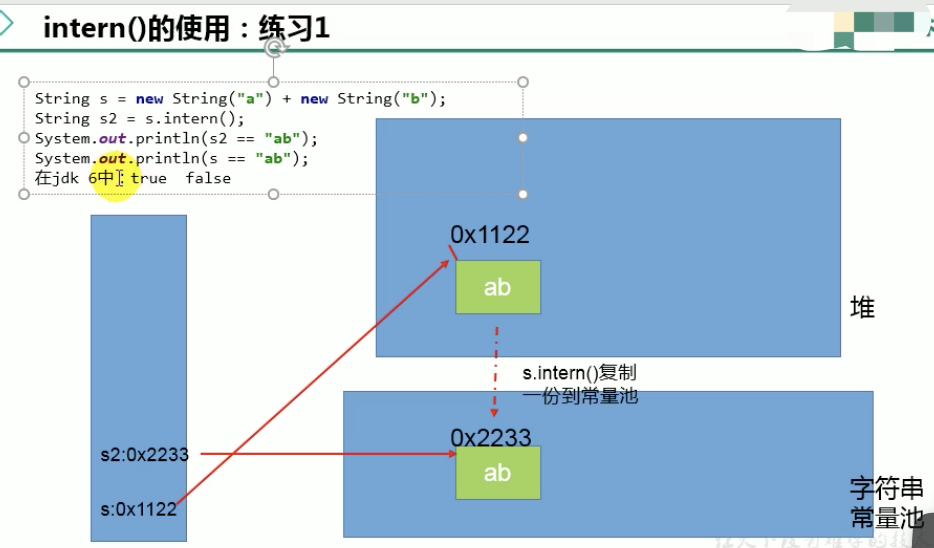 intern()的使用：练习1
String s = new String("a") + new String("b");
String s2 = s.intern();
System.out.println(s2 == "ab");
System.out.println(s == "ab");
在jdk 6中：true false
0x1122
ab
堆
s.intern()复制
一份到常量池
0x2233
ab
s2:0x2233
s:0x1122
字符串
常量池